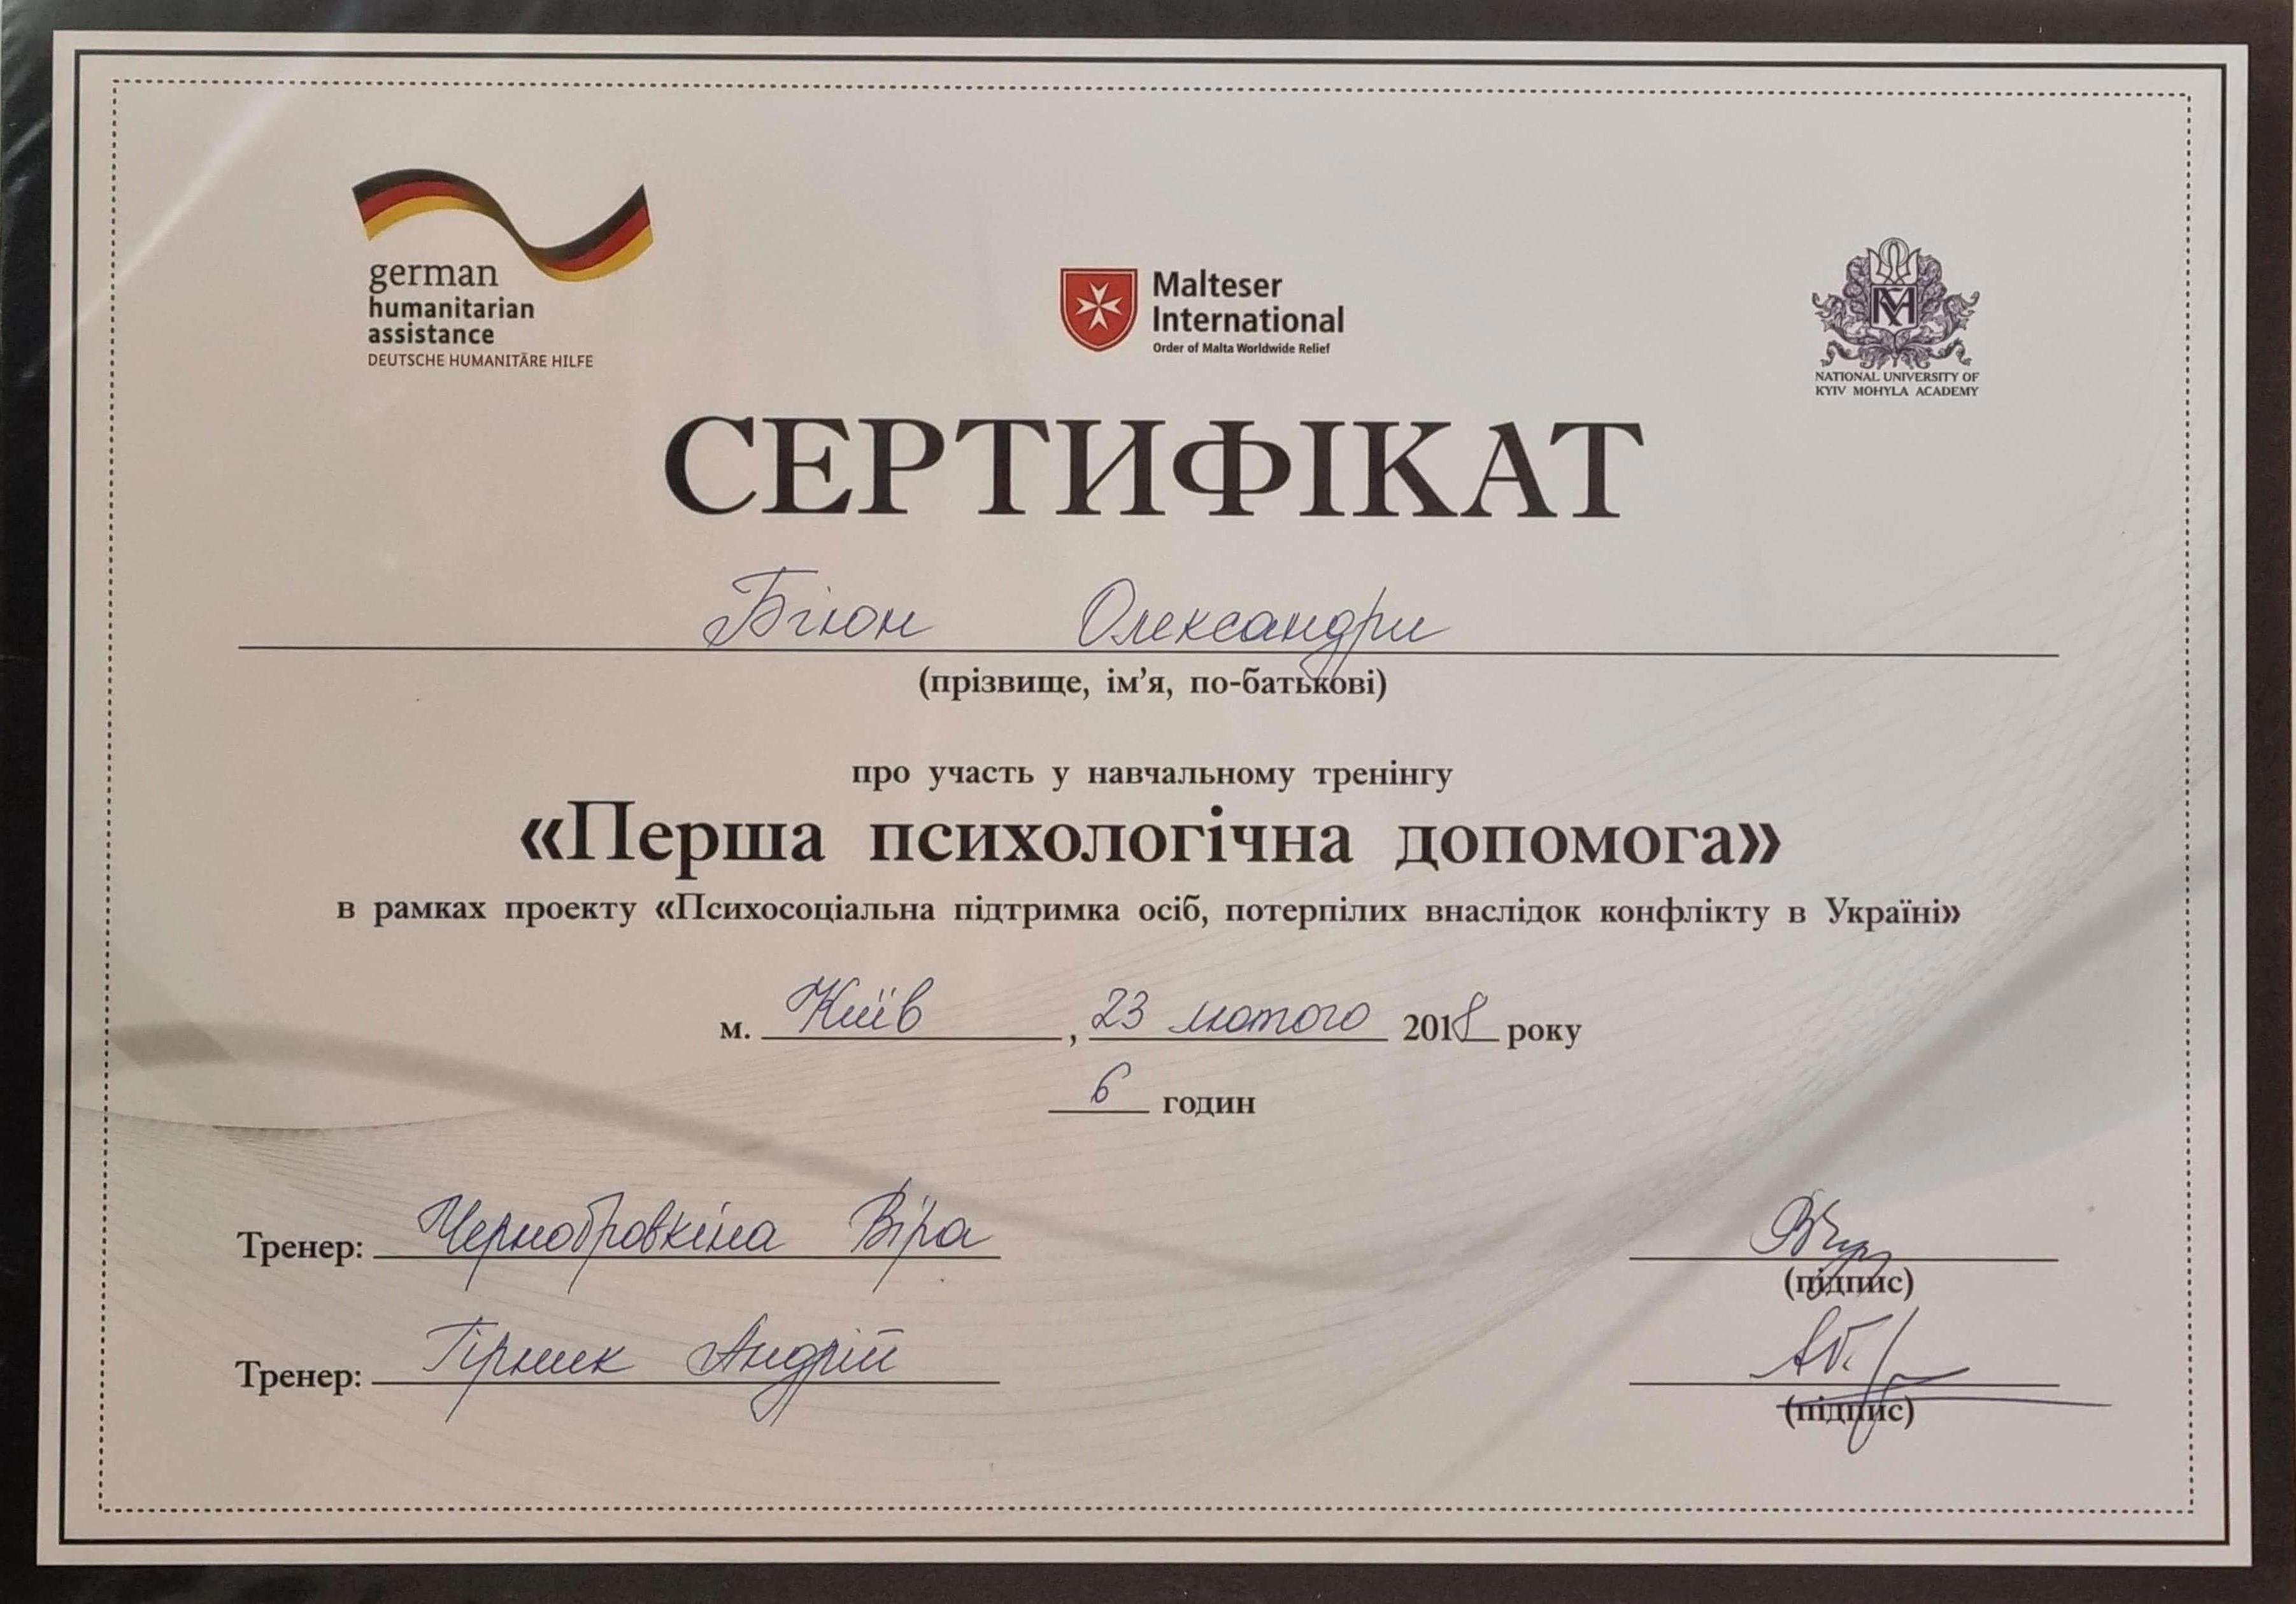 german
humanitarian
assistance
DEUTSCHE HUMANITÄRE HILFE
Malteser
International
Order of Malta Worldwide Relief
NATIONAL UNIVERSITY OF
KYIV MOHYLA ACADEMY
СЕРТИФІКАТ
Олександри
(прізвище, ім'я, по-батькові)
про участь у навчальному тренінгу
«Перша психологічна допомога»
в рамках проекту «Психосоціальна підтримка осіб, потерпілих внаслідок конфлікту в Україні»
м. Київ, 23 лютого 2018 року
6 годин
Тренер: Чернобровкіна Віра
(підпис)
Тренер: Гірник Андрій
(підпис)